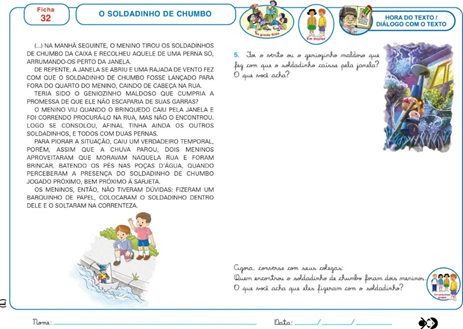 Ficha
32
O SOLDADINHO DE CHUMBO
HORA DO TEXTO /
DIÁLOGO COM O TEXTO
(...) NA MANHÃ SEGUINTE, O MENINO TIROU OS SOLDADINHOS
DE CHUMBO DA CAIXA E RECOLHEU AQUELE DE UMA PERNA SÓ,
ARRUMANDO-OS PERTO DA JANELA.
DE REPENTE, A JANELA SE ABRIU E UMA RAJADA DE VENTO FEZ
COM QUE O SOLDADINHO DE CHUMBO FOSSE LANÇADO PARA
FORA DO QUARTO DO MENINO, CAINDO DE CABEÇA NA RUA.
TERIA SIDO O GENIOZINHO MALDOSO QUE CUMPRIA A
PROMESSA DE QUE ELE NÃO ESCAPARIA DE SUAS GARRAS?
O MENINO VIU QUANDO O BRINQUEDO CAIU PELA JANELA E
FOI CORRENDO PROCURÁ-LO NA RUA, MAS NÃO O ENCONTROU.
LOGO SE CONSOLOU, AFINAL TINHA AINDA OS OUTROS
SOLDADINHOS, E TODOS COM DUAS PERNAS.
PARA PIORAR A SITUAÇÃO, CAIU UM VERDADEIRO TEMPORAL,
PORÉM, ASSIM QUE A CHUVA PAROU, DOIS MENINOS
APROVEITARAM QUE MORAVAM NAQUELA RUA E FORAM
BRINCAR, BATENDO OS PÉS NAS POÇAS D'ÁGUA, QUANDO
PERCEBERAM A PRESENÇA DO SOLDADINHO DE CHUMBO
JOGADO PRÓXIMO, BEM PRÓXIMO À SARJETA.
OS MENINOS, ENTÃO, NÃO TIVERAM DÚVIDAS: FIZERAM UM
BARQUINHO DE PAPEL, COLOCARAM O SOLDADINHO DENTRO
DELE E O SOLTARAM NA CORRENTEZA.
5. Foi o vento ou o geniozinho maldoso que
fez com que o soldadinho caísse pela janela?
O que você acha?
Agora, converse com seus colegas:
Quem encontrou o soldadinho de chumbo foram dois meninos.
O que você acha que eles fizeram com o soldadinho?
Nome:
Data: / /